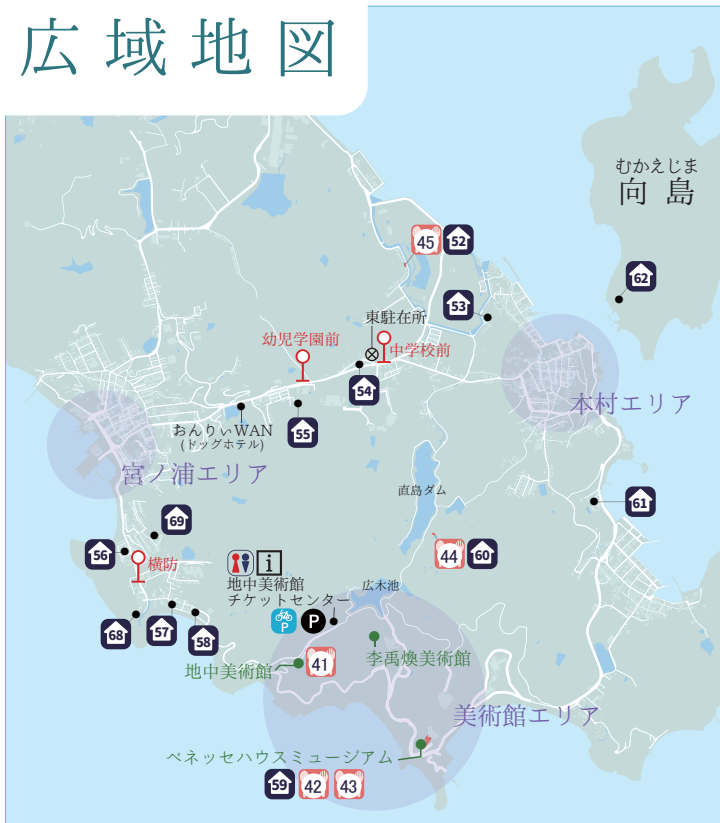 広域地図
むかえじま
向島
45
52
62
53
東駐在所
幼児学園前
中学校前
54
本村エリア
おんりぃWAN
(ドッグホテル)
55
宮ノ浦エリア
直島ダム
61
69
56
横防
44
60
i
地中美術館
チケットセンター
広木池
P
P
68
57
58
地中美術館
41
李禹煥美術館
美術館エリア
ベネッセハウスミュージアム
59
42
43